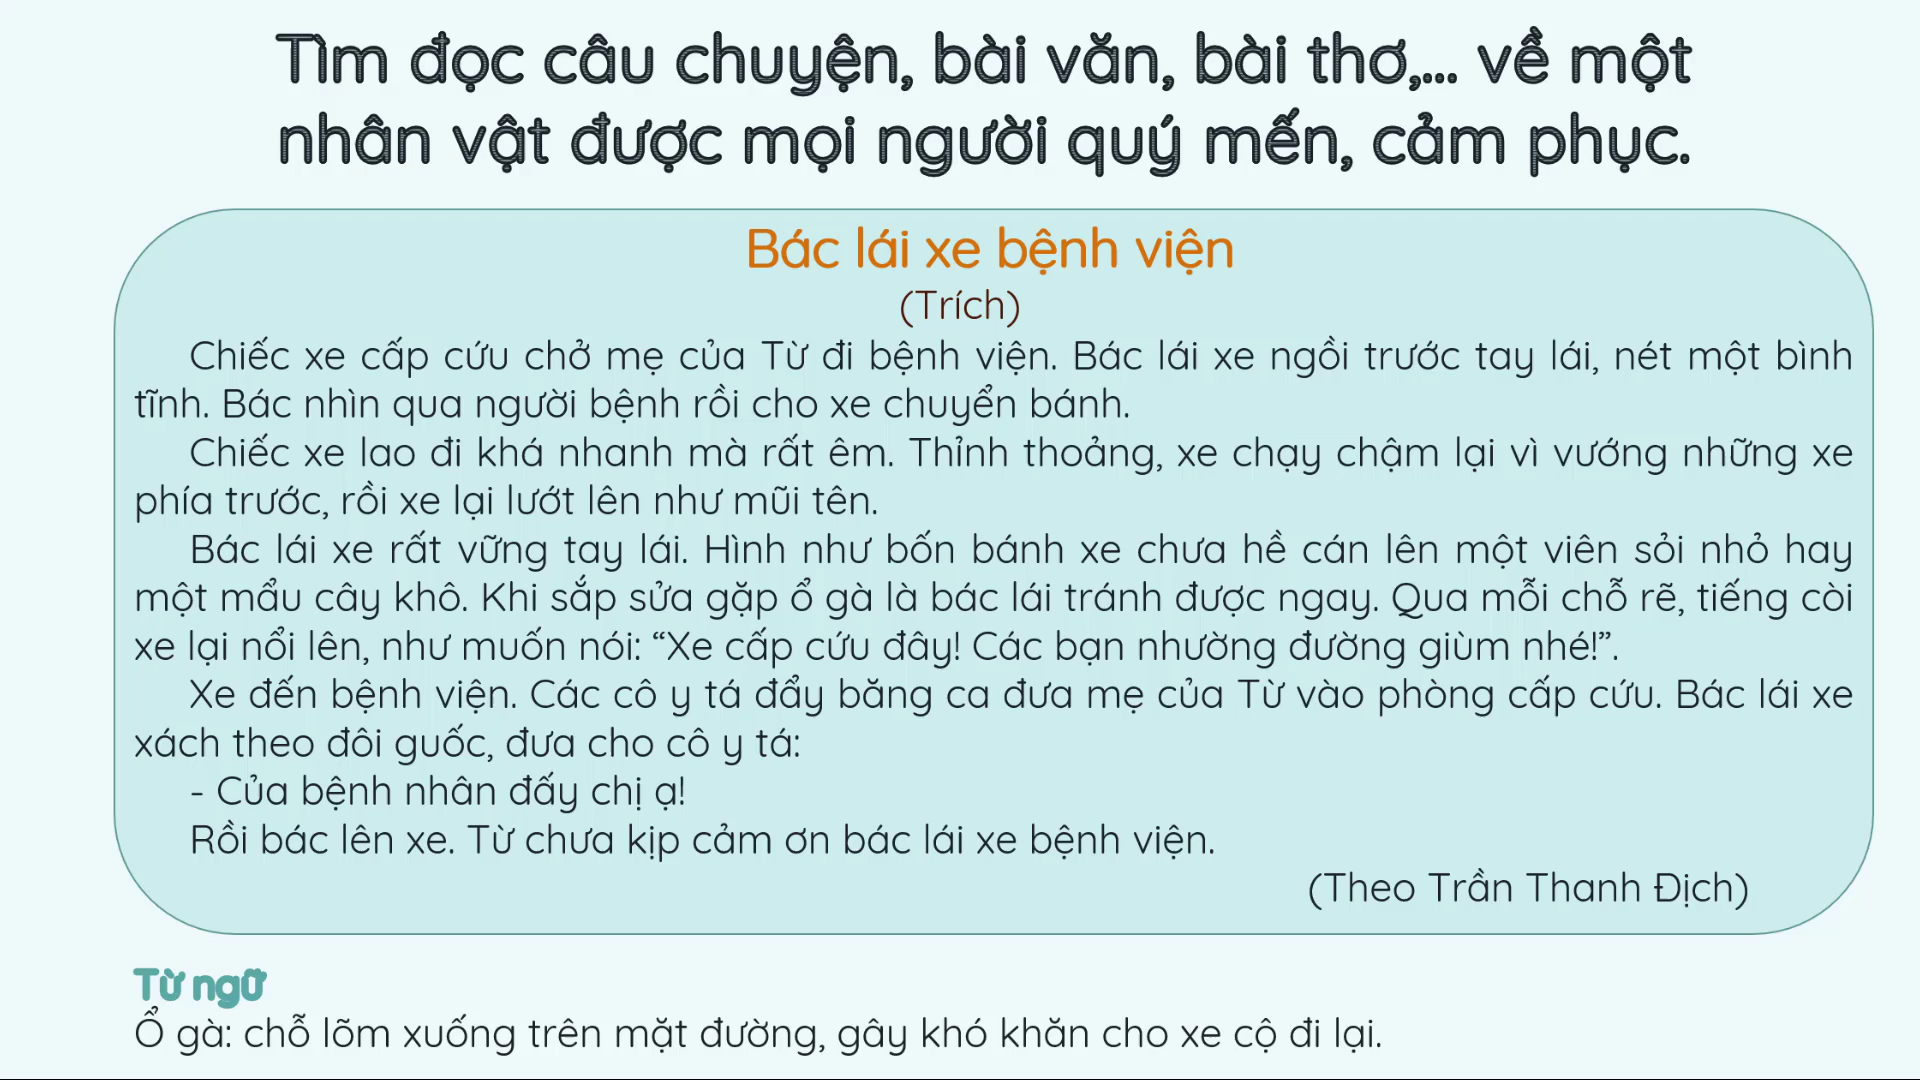 Tìm đọc câu chuyện, bài văn, bài thơ,... về một
nhân vật được mọi người quý mến, cảm phục.
Bác lái xe bệnh viện
(Trích)
Chiếc xe cấp cứu chở mẹ của Từ đi bệnh viện. Bác lái xe ngồi trước tay lái, nét một bình
tĩnh. Bác nhìn qua người bệnh rồi cho xe chuyển bánh.
Chiếc xe lao đi khá nhanh mà rất êm. Thỉnh thoảng, xe chạy chậm lại vì vướng những xe
phía trước, rồi xe lại lướt lên như mũi tên.
Bác lái xe rất vững tay lái. Hình như bốn bánh xe chưa hề cán lên một viên sỏi nhỏ hay
một mẩu cây khô. Khi sắp sửa gặp ổ gà là bác lái tránh được ngay. Qua mỗi chỗ rẽ, tiếng còi
xe lại nổi lên, như muốn nói: “Xe cấp cứu đây! Các bạn nhường đường giùm nhé!”.
Xe đến bệnh viện. Các cô y tá đẩy băng ca đưa mẹ của Từ vào phòng cấp cứu. Bác lái xe
xách theo đôi guốc, đưa cho cô y tá:
- Của bệnh nhân đấy chị ạ!
Rồi bác lên xe. Từ chưa kịp cảm ơn bác lái xe bệnh viện.
(Theo Trần Thanh Địch)
Từ ngữ
Ổ gà: chỗ lõm xuống trên mặt đường, gây khó khăn cho xe cộ đi lại.